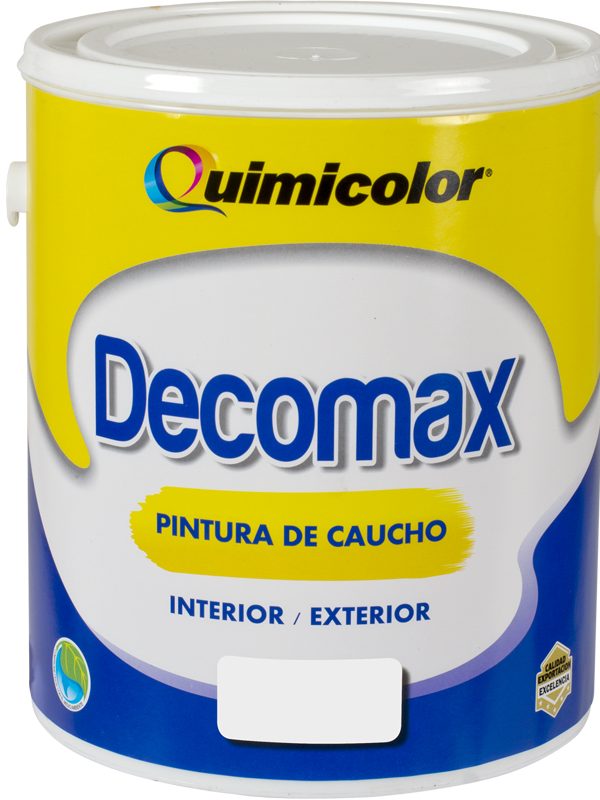 Quimicolor®
Decomax
PINTURA DE CAUCHO
INTERIOR / EXTERIOR
CALIDAD
EXPORTACIÓN
EXCELENCIA